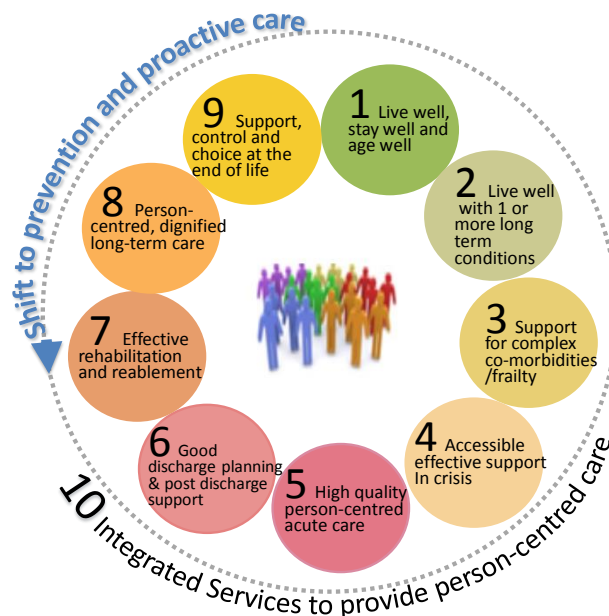 Shift to prevention and proactive care
1 Live well,
stay well and
age well
2 Live well
with 1 or
more long
term
conditions
3 Support
for complex
co-morbidities
/frailty
4 Accessible
effective support
In crisis
5 High quality
person-centred
acute care
6 Good
discharge planning
& post discharge
support
7 Effective
rehabilitation
and reablement
8 Person-
centred, dignified
long-term care
9 Support,
control and
choice at the
end of life
10 Integrated Services to provide person-centred care